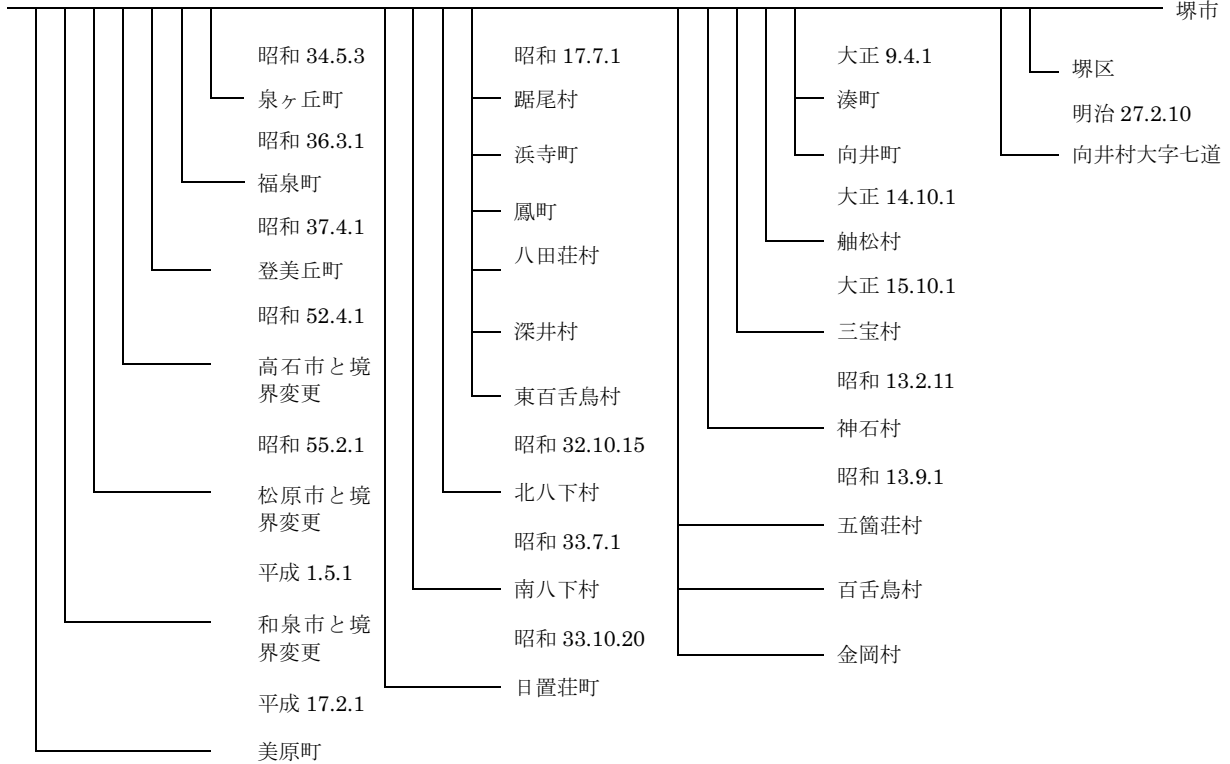 堺市
昭和 34.5.3
泉ヶ丘町
昭和 36.3.1
福泉町
昭和 37.4.1
登美丘町
昭和 52.4.1
高石市と境
界変更
昭和 55.2.1
松原市と境
界変更
平成 1.5.1
和泉市と境
界変更
平成 17.2.1
美原町
昭和 17.7.1
踞尾村
浜寺町
鳳町
八田荘村
深井村
東百舌鳥村
昭和 32.10.15
北八下村
昭和 33.7.1
南八下村
昭和 33.10.20
日置荘町
大正 9.4.1
湊町
向井町
大正 14.10.1
舳松村
大正 15.10.1
三宝村
昭和 13.2.11
神石村
昭和 13.9.1
五箇荘村
百舌鳥村
金岡村
堺区
明治 27.2.10
向井村大字七道